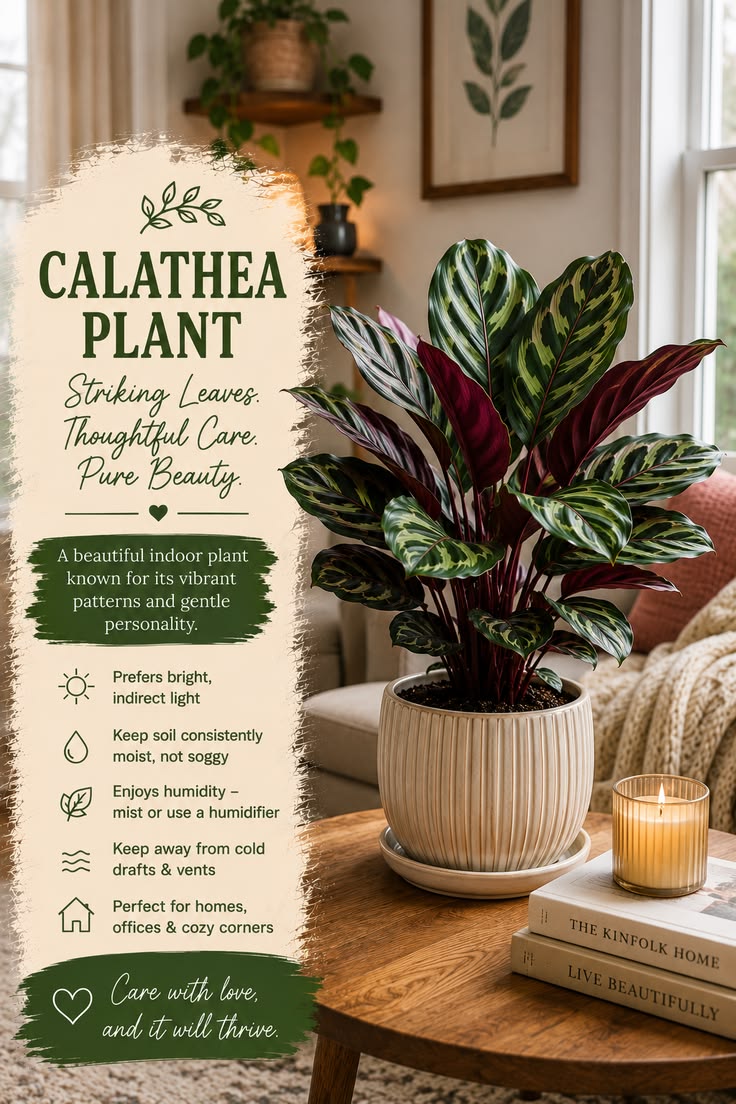 CALATHEA
PLANT
Striking Leaves.
Thoughtful Care.
Pure Beauty.
A beautiful indoor plant
known for its vibrant
patterns and gentle
personality.
Prefers bright,
indirect light
Keep soil consistently
moist, not soggy
Enjoys humidity –
mist or use a humidifier
Keep away from cold
drafts & vents
Perfect for homes,
offices & cozy corners
Care with love,
and it will thrive.
THE KINFOLK HOME
LIVE BEAUTIFULLY